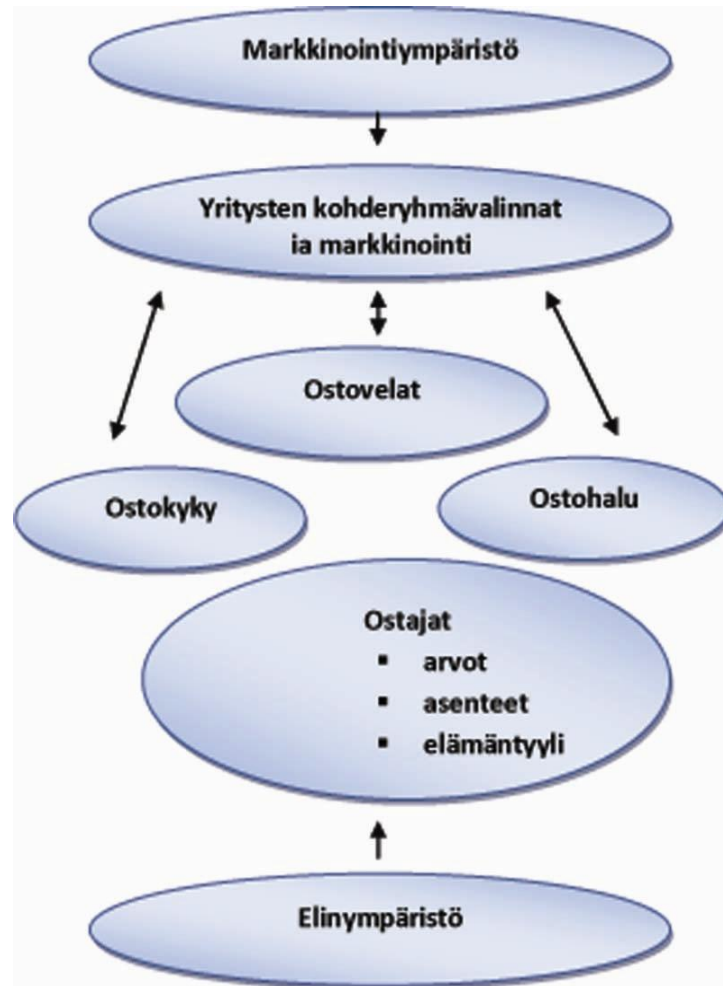 Markkinointiympäristö
Yritysten kohderyhmävalinnat
ia markkinointi
Ostovelat
Ostokyky
Ostohalu
Ostajat
▪ arvot
▪ asenteet
▪ elämäntyyli
Elinympäristö